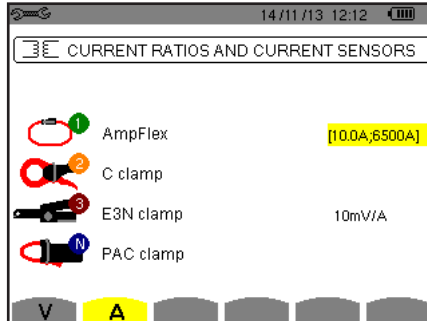 14/11/13 12:12
CURRENT RATIOS AND CURRENT SENSORS
1 AmpFlex [10.0A;6500A]
2 C clamp
3 E3N clamp 10mV/A
N PAC clamp
V A